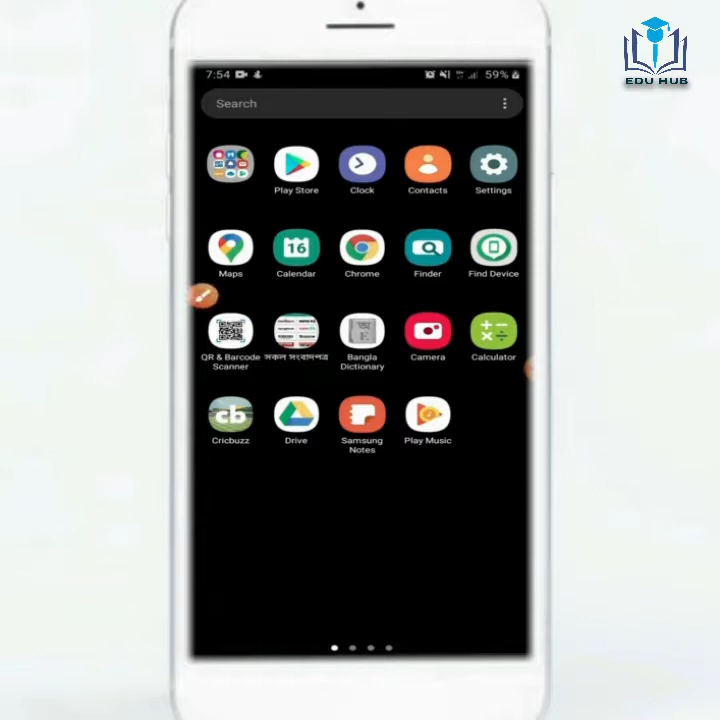 EDU HUB
7:54
59%
Search
Play Store
Clock
Contacts
Settings
16
Maps
Calendar
Chrome
Finder
Find Device
QR & Barcode
Scanner
সকল সংবাদপত্র
Bangla
Dictionary
Camera
Calculator
cb
Cricbuzz
Drive
Samsung
Notes
Play Music